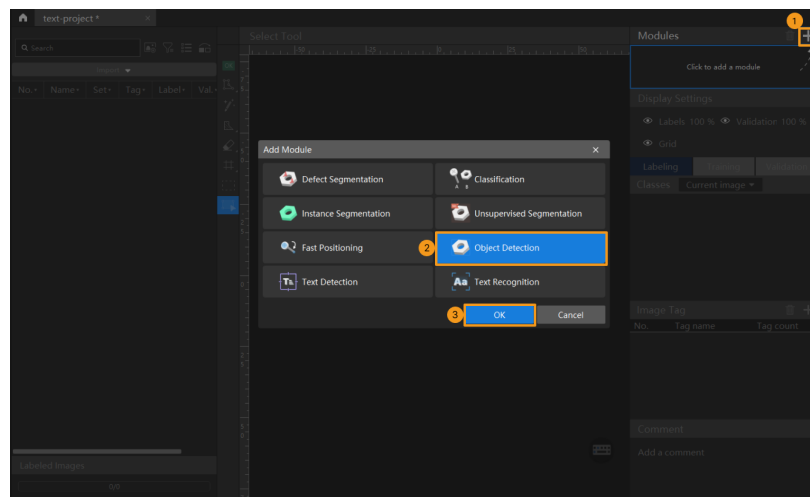 text-project *
×
1
Select Tool
Modules
Search
Click to add a module
No.
Name
Set
Tag
Label
Val.
Display Settings
Labels 100 %
Validation 100 %
Grid
Add Module
×
Labeling
Classes
Current image
Defect Segmentation
Classification
Instance Segmentation
Unsupervised Segmentation
Fast Positioning
2
Object Detection
Text Detection
Text Recognition
3
OK
Cancel
Image Tag
No.
Tag name
Tag count
Comment
Add a comment
Labeled Images
0/0